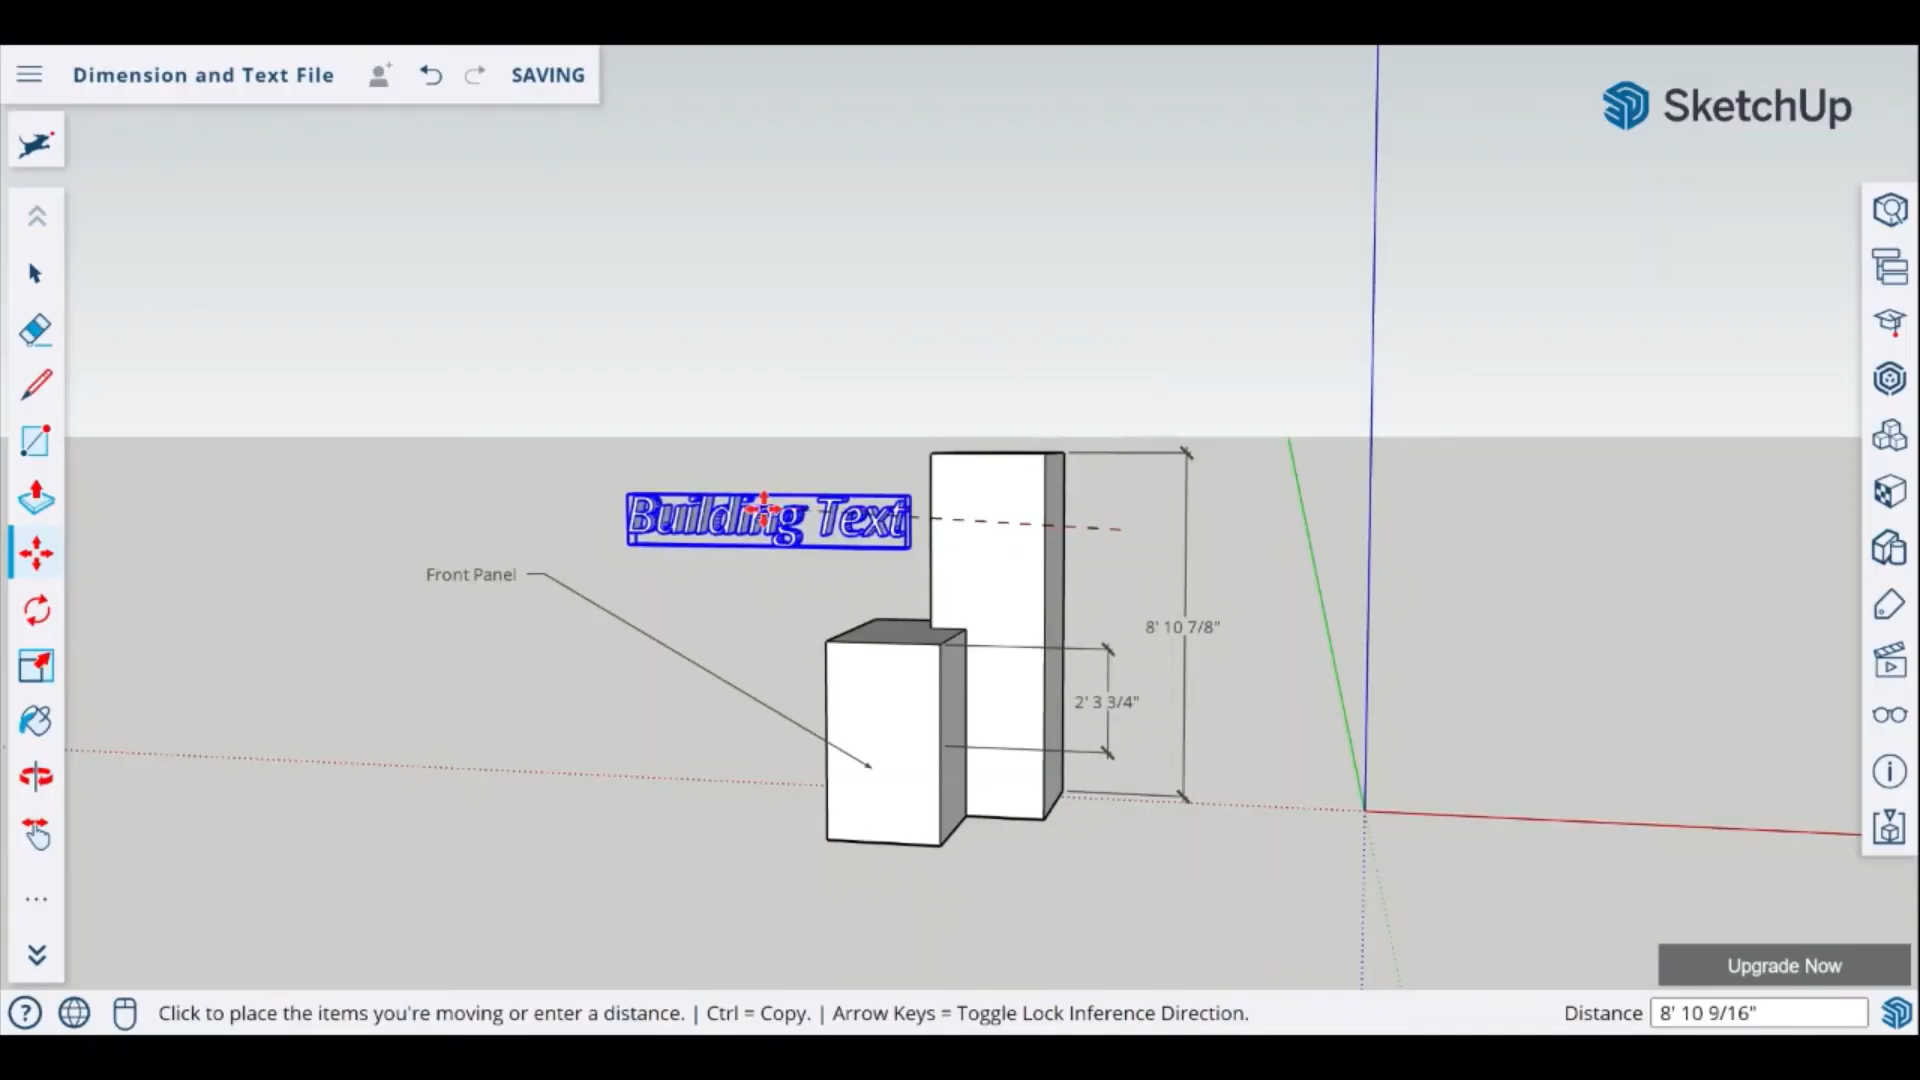 Dimension and Text File
SAVING
SketchUp
Building Text
Front Panel
8' 10 7/8"
2' 3 3/4"
Upgrade Now
Click to place the items you're moving or enter a distance. | Ctrl = Copy. | Arrow Keys = Toggle Lock Inference Direction.
Distance 8' 10 9/16"